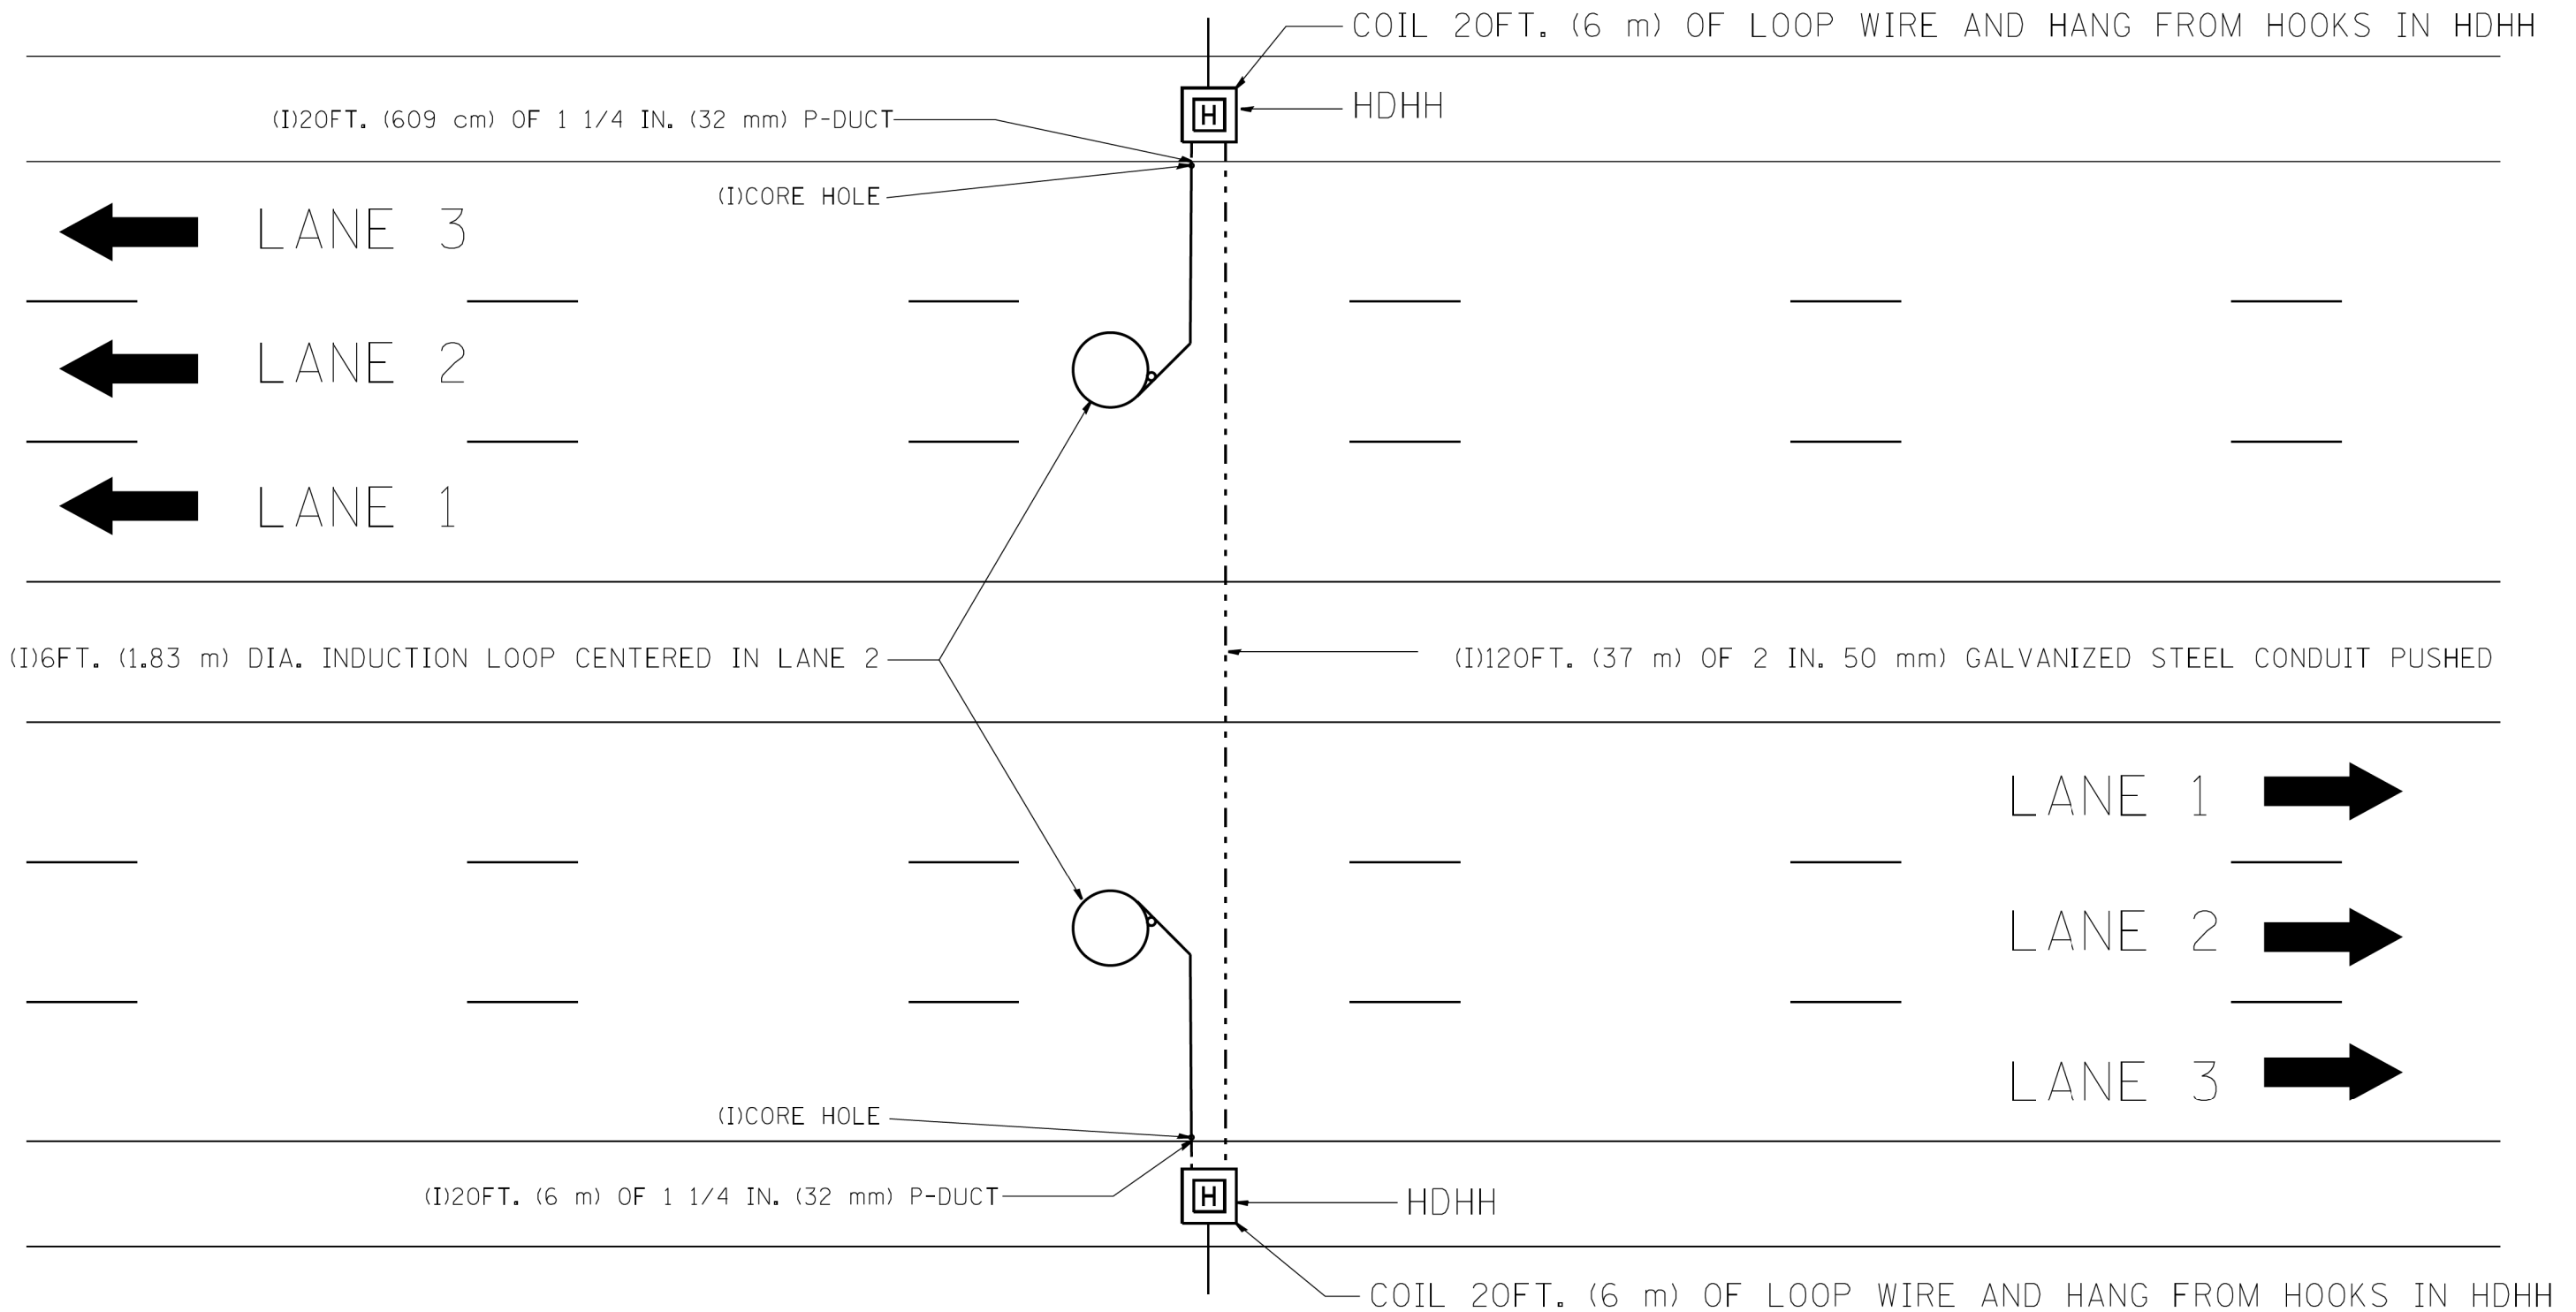 COIL 20FT. (6 m) OF LOOP WIRE AND HANG FROM HOOKS IN HDHH
(I)20FT. (609 cm) OF 1 1/4 IN. (32 mm) P-DUCT
H
HDHH
(I)CORE HOLE
LANE 3
LANE 2
LANE 1
(I)6FT. (1.83 m) DIA. INDUCTION LOOP CENTERED IN LANE 2
(I)120FT. (37 m) OF 2 IN. 50 mm) GALVANIZED STEEL CONDUIT PUSHED
LANE 1
LANE 2
LANE 3
(I)CORE HOLE
(I)20FT. (6 m) OF 1 1/4 IN. (32 mm) P-DUCT
H
HDHH
COIL 20FT. (6 m) OF LOOP WIRE AND HANG FROM HOOKS IN HDHH